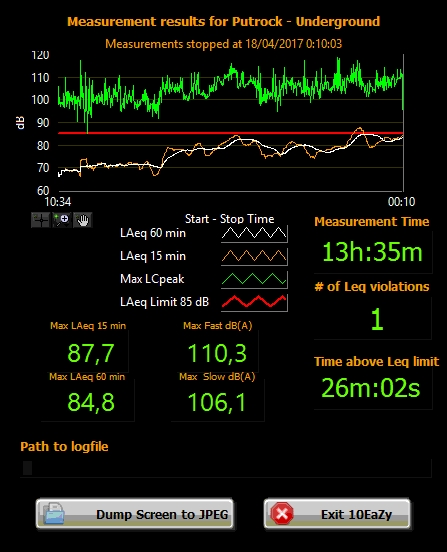 Measurement results for Putrock - Underground
Measurements stopped at 18/04/2017 0:10:03
120
110
100
90
80
70
60
dB
10:34
00:10
Start - Stop Time
LAeq 60 min
LAeq 15 min
Max LCpeak
LAeq Limit 85 dB
Measurement Time
13h:35m
# of Leq violations
1
Time above Leq limit
26m:02s
Max LAeq 15 min
87,7
Max Fast dB(A)
110,3
Max LAeq 60 min
84,8
Max Slow dB(A)
106,1
Path to logfile
Dump Screen to JPEG
Exit 10EaZy